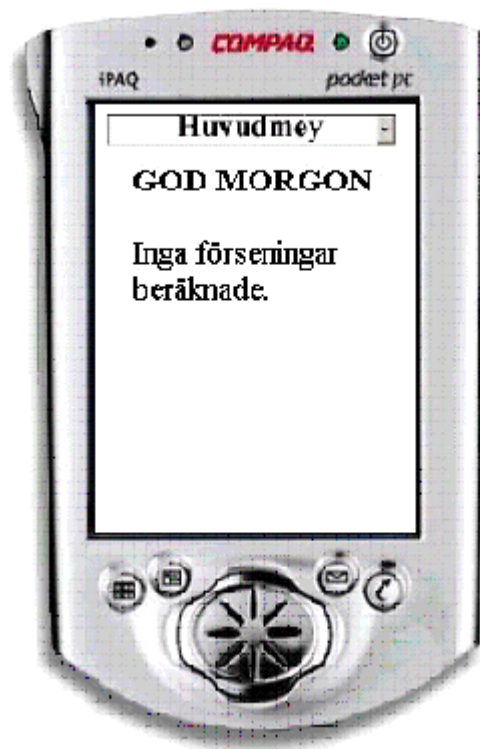 COMPAQ
iPAQ
pocket pc
Huvudmey
GOD MORGON
Inga förseningar
beräknade.